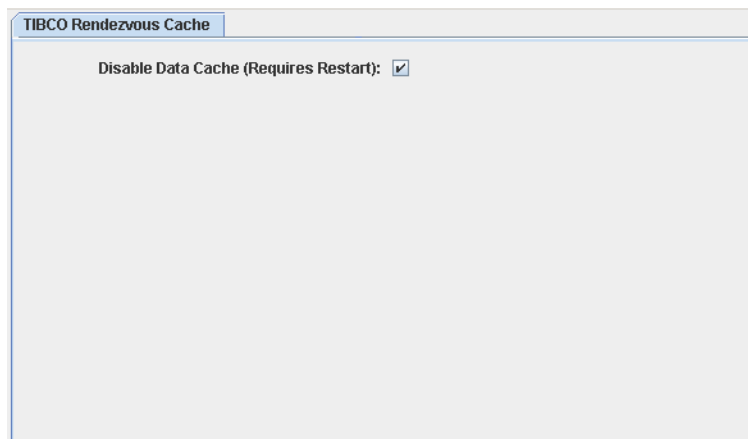 TIBCO Rendezvous Cache
Disable Data Cache (Requires Restart):